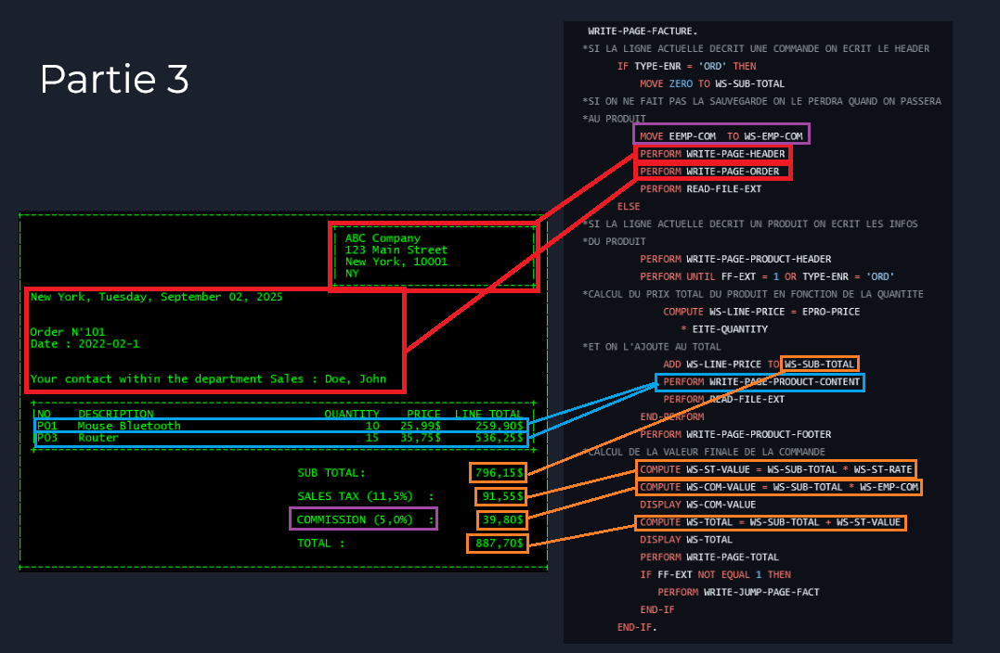 Partie 3
ABC Company
123 Main Street
New York, 10001
NY
New York, Tuesday, September 02, 2025
Order N°101
Date : 2022-02-1
Your contact within the department Sales : Doe, John
NO DESCRIPTION QUANTITY PRICE LINE TOTAL
P01 Mouse Bluetooth 10 25,99$ 259,90$
P03 Router 15 35,75$ 536,25$
SUB TOTAL: 796,15$
SALES TAX (11,5%) : 91,55$
COMMISSION (5,0%) : 39,80$
TOTAL : 887,70$
WRITE-PAGE-FACTURE.
*SI LA LIGNE ACTUELLE DECRIT UNE COMMANDE ON ECRIT LE HEADER
IF TYPE-ENR = 'ORD' THEN
MOVE ZERO TO WS-SUB-TOTAL
*SI ON NE FAIT PAS LA SAUVEGARDE ON LE PERDRA QUAND ON PASSERA
*AU PRODUIT
MOVE EEMP-COM TO WS-EMP-COM
PERFORM WRITE-PAGE-HEADER
PERFORM WRITE-PAGE-ORDER
PERFORM READ-FILE-EXT
ELSE
*SI LA LIGNE ACTUELLE DECRIT UN PRODUIT ON ECRIT LES INFOS
*DU PRODUIT
PERFORM WRITE-PAGE-PRODUCT-HEADER
PERFORM UNTIL FF-EXT = 1 OR TYPE-ENR = 'ORD'
*CALCUL DU PRIX TOTAL DU PRODUIT EN FONCTION DE LA QUANTITE
COMPUTE WS-LINE-PRICE = EPRO-PRICE
* EITE-QUANTITY
*ET ON L'AJOUTE AU TOTAL
ADD WS-LINE-PRICE TO WS-SUB-TOTAL
PERFORM WRITE-PAGE-PRODUCT-CONTENT
PERFORM READ-FILE-EXT
END-PERFORM
PERFORM WRITE-PAGE-PRODUCT-FOOTER
*CALCUL DE LA VALEUR FINALE DE LA COMMANDE
COMPUTE WS-ST-VALUE = WS-SUB-TOTAL * WS-ST-RATE
COMPUTE WS-COM-VALUE = WS-SUB-TOTAL * WS-EMP-COM
DISPLAY WS-COM-VALUE
COMPUTE WS-TOTAL = WS-SUB-TOTAL + WS-ST-VALUE
DISPLAY WS-TOTAL
PERFORM WRITE-PAGE-TOTAL
IF FF-EXT NOT EQUAL 1 THEN
PERFORM WRITE-JUMP-PAGE-FACT
END-IF
END-IF.